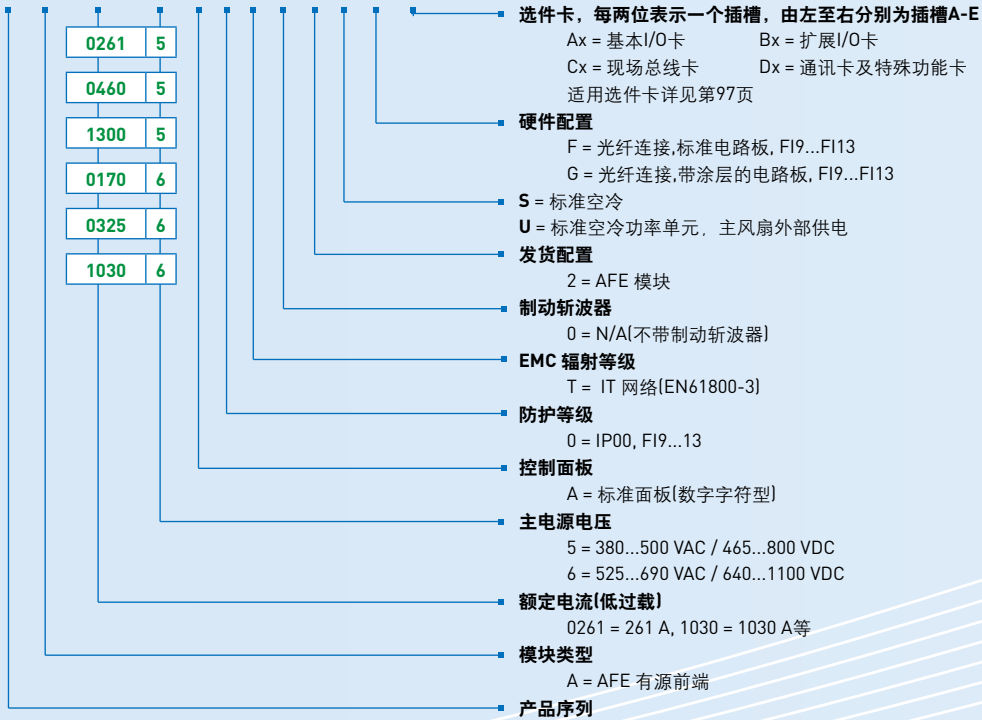 选件卡，每两位表示一个插槽，由左至右分别为插槽A-E
Ax = 基本I/O卡 Bx = 扩展I/O卡
Cx = 现场总线卡 Dx = 通讯卡及特殊功能卡
适用选件卡详见第97页
硬件配置
F = 光纤连接,标准电路板, FI9...FI13
G = 光纤连接,带涂层的电路板, FI9...FI13
S = 标准空冷
U = 标准空冷功率单元，主风扇外部供电
发货配置
2 = AFE 模块
制动斩波器
0 = N/A(不带制动斩波器)
EMC 辐射等级
T = IT 网络(EN61800-3)
防护等级
0 = IP00, FI9...13
控制面板
A = 标准面板(数字字符型)
主电源电压
5 = 380...500 VAC / 465...800 VDC
6 = 525...690 VAC / 640...1100 VDC
额定电流(低过载)
0261 = 261 A, 1030 = 1030 A等
模块类型
A = AFE 有源前端
产品序列
0261 5
0460 5
1300 5
0170 6
0325 6
1030 6